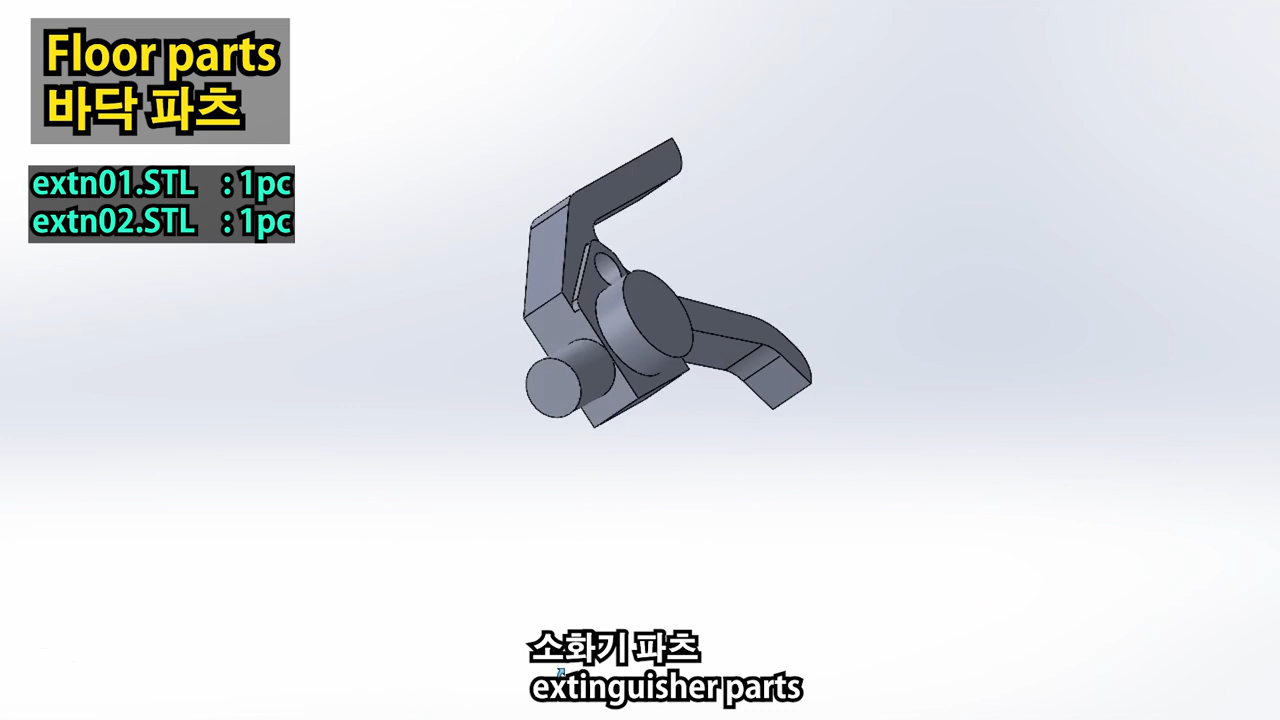 Floor parts
바닥 파츠
extn01.STL : 1pc
extn02.STL : 1pc
소화기 파츠
extinguisher parts